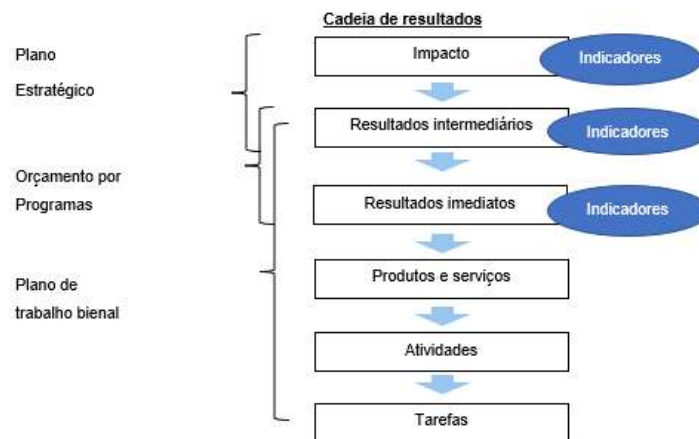 Cadeia de resultados
Plano
Estratégico
Impacto
Indicadores
Resultados intermediários
Indicadores
Orçamento por
Programas
Resultados imediatos
Indicadores
Produtos e serviços
Plano de
trabalho bienal
Atividades
Tarefas